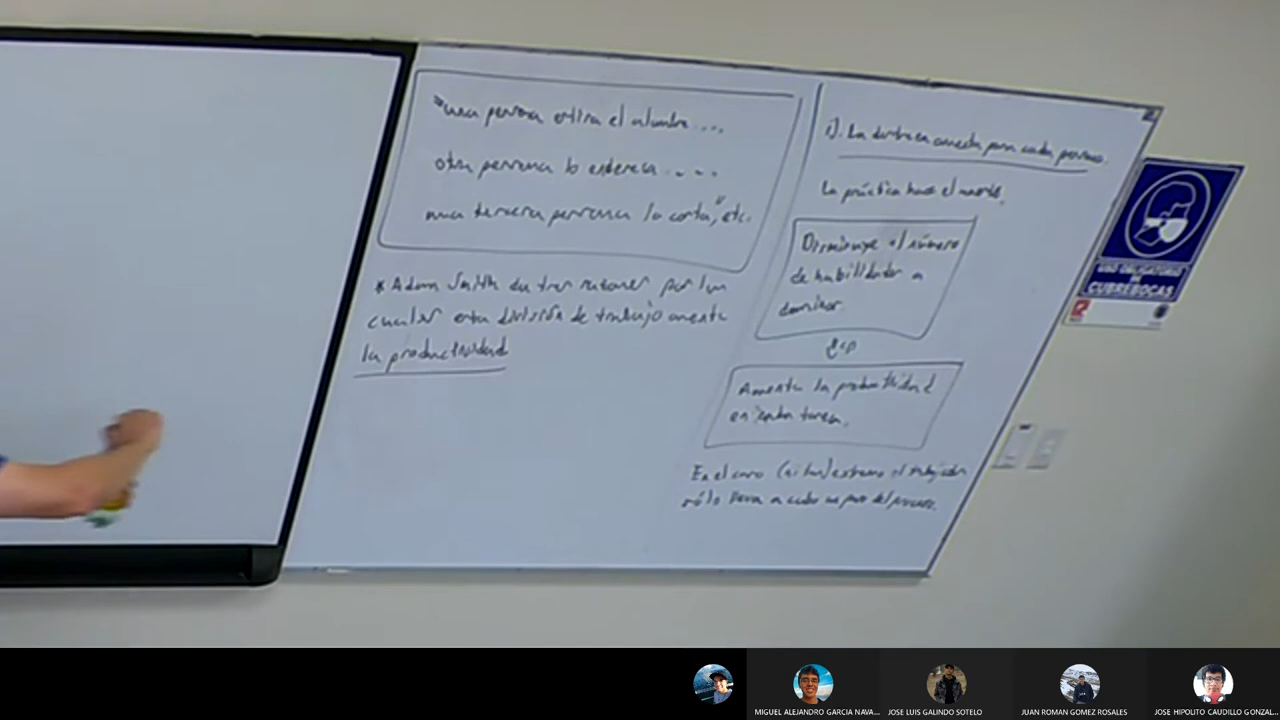 "una persona estira el alambre....
otra persona lo endereza....
una tercera persona lo corta", etc.
* Adam Smith da tres razones por las
cuales esta división de trabajo aumenta
la productividad
1). La destreza aumenta para cada persona.
La práctica hace al maestro.
Disminuye el número
de habilidades a
dominar.
Aumenta la productividad
en cada tarea.
En el caso extremo el trabajador
sólo lleva a cabo un paso del proceso.
USO OBLIGATORIO
DE
CUBREBOCAS
MIGUEL ALEJANDRO GARCIA NAVA...
JOSE LUIS GALINDO SOTELO
JUAN ROMAN GOMEZ ROSALES
JOSE HIPOLITO CAUDILLO GONZAL...